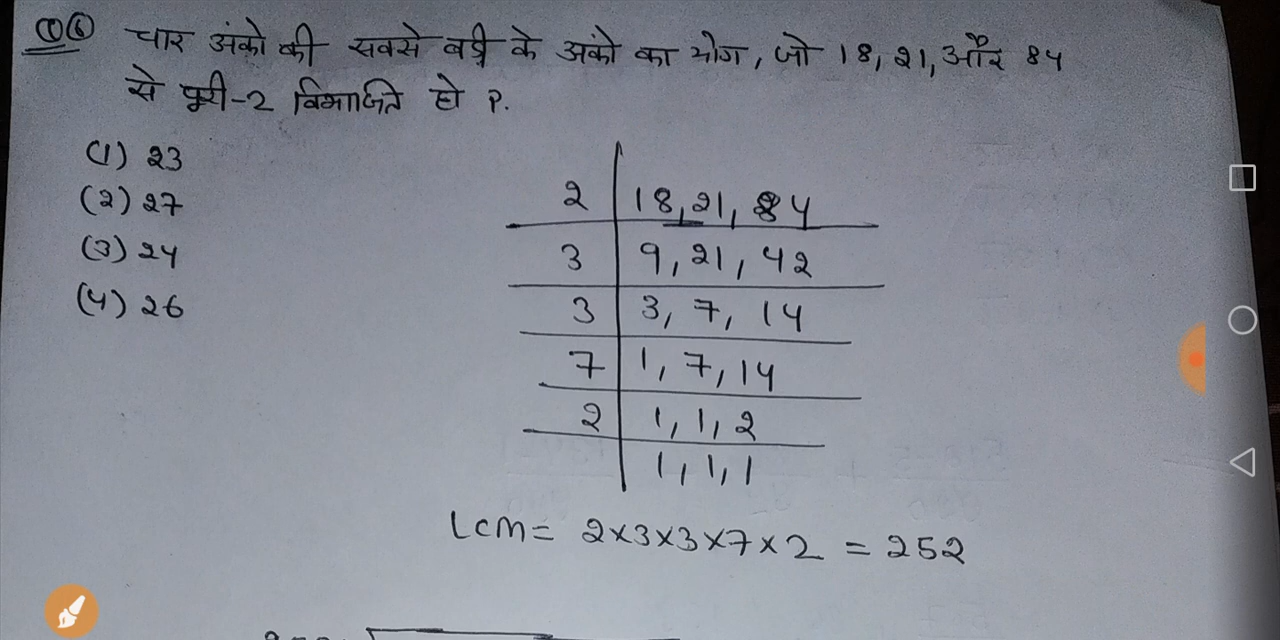 Q6 चार अंको की सबसे बड़ी के अंको का योग, जो 18, 21, और 84
से पूरी-2 विभाजित हो ?.
(1) 23
(2) 27
(3) 24
(4) 26
2 | 18, 21, 84
3 | 9, 21, 42
3 | 3, 7, 14
7 | 1, 7, 14
2 | 1, 1, 2
1, 1, 1
LCM = 2×3×3×7×2 = 252